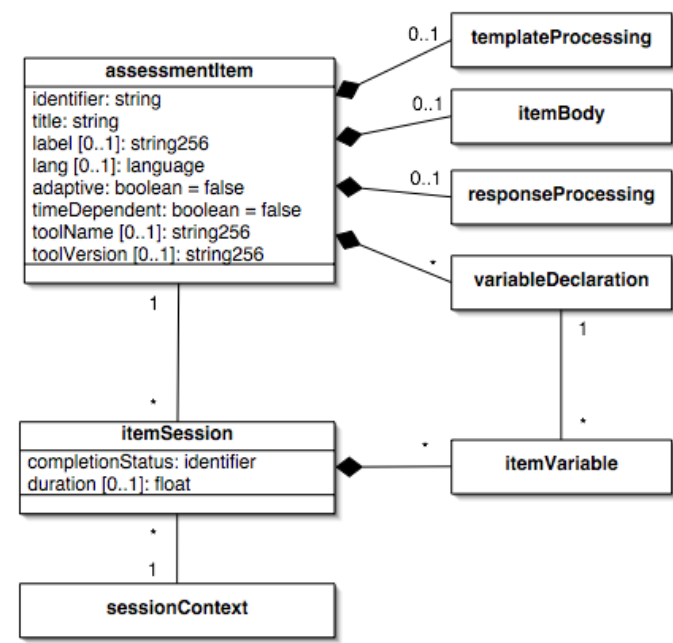 assessmentItem
identifier: string
title: string
label [0..1]: string256
lang [0..1]: language
adaptive: boolean = false
timeDependent: boolean = false
toolName [0..1]: string256
toolVersion [0..1]: string256
0..1
templateProcessing
0..1
itemBody
0..1
responseProcessing
*
variableDeclaration
1
*
1
*
itemSession
completionStatus: identifier
duration [0..1]: float
*
itemVariable
*
1
sessionContext